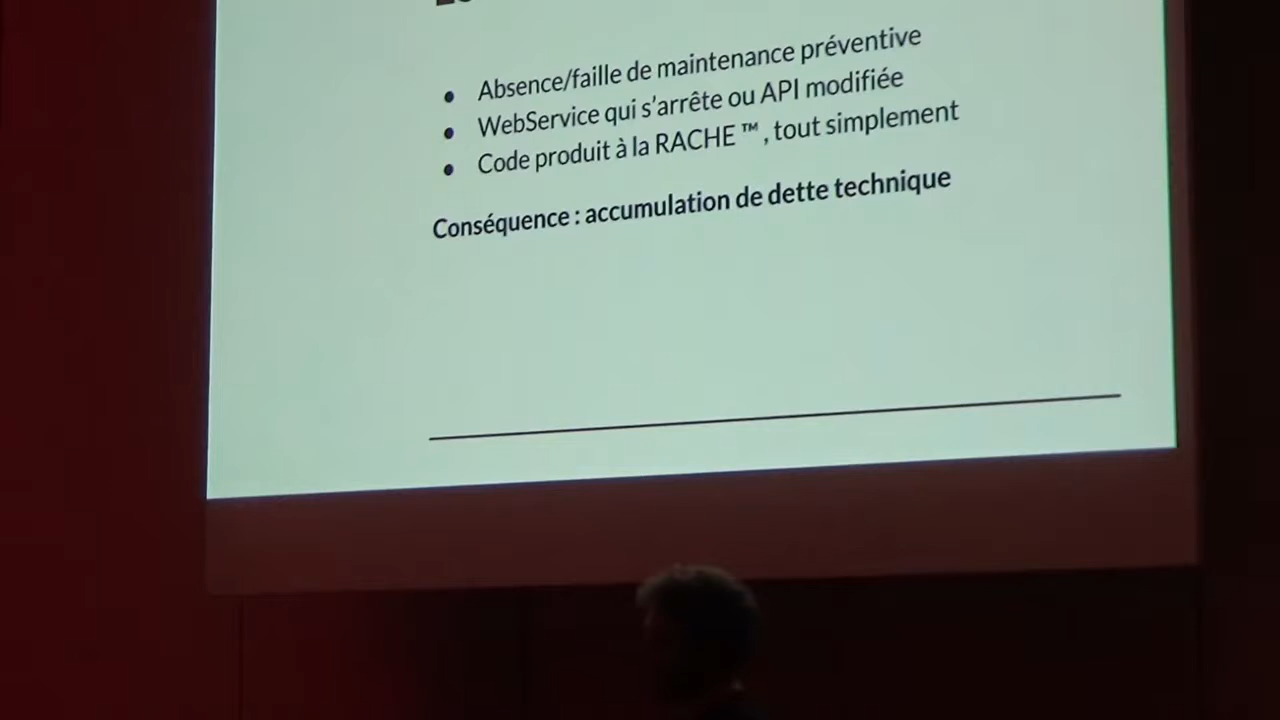 Absence/faille de maintenance préventive
WebService qui s'arrête ou API modifiée
Code produit à la RACHE ™ , tout simplement
Conséquence : accumulation de dette technique